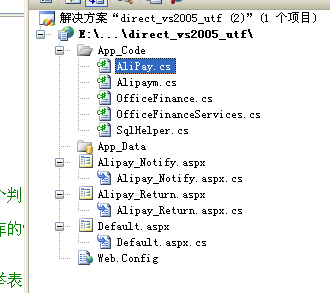 解决方案“direct_vs2005_utf (2)”(1 个项目)
E:\...\direct_vs2005_utf\
App_Code
AliPay.cs
Alipaym.cs
OfficeFinance.cs
OfficeFinanceServices.cs
SqlHelper.cs
App_Data
Alipay_Notify.aspx
Alipay_Notify.aspx.cs
个判
Alipay_Return.aspx
Alipay_Return.aspx.cs
库的
Default.aspx
Default.aspx.cs
Web.Config
举表